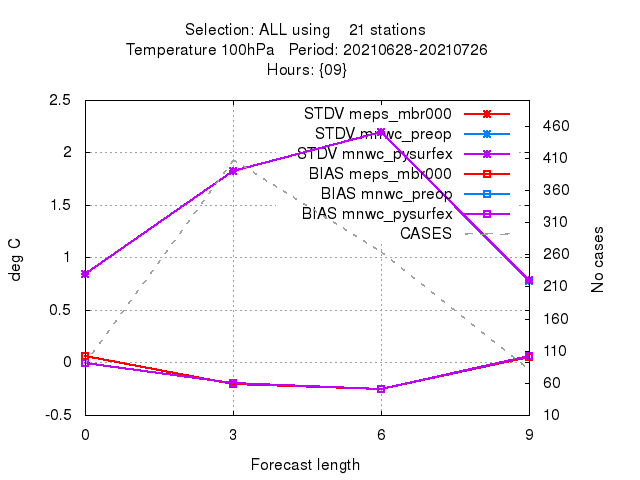 Selection: ALL using 21 stations
Temperature 100hPa Period: 20210628-20210726
Hours: {09}
STDV meps_mbr000
STDV mnwc_preop
STDV mnwc_pysurfex
BIAS meps_mbr000
BIAS mnwc_preop
BIAS mnwc_pysurfex
CASES
2.5
2
1.5
1
0.5
0
-0.5
deg C
460
410
360
310
260
210
160
110
60
10
No cases
0 3 6 9
Forecast length